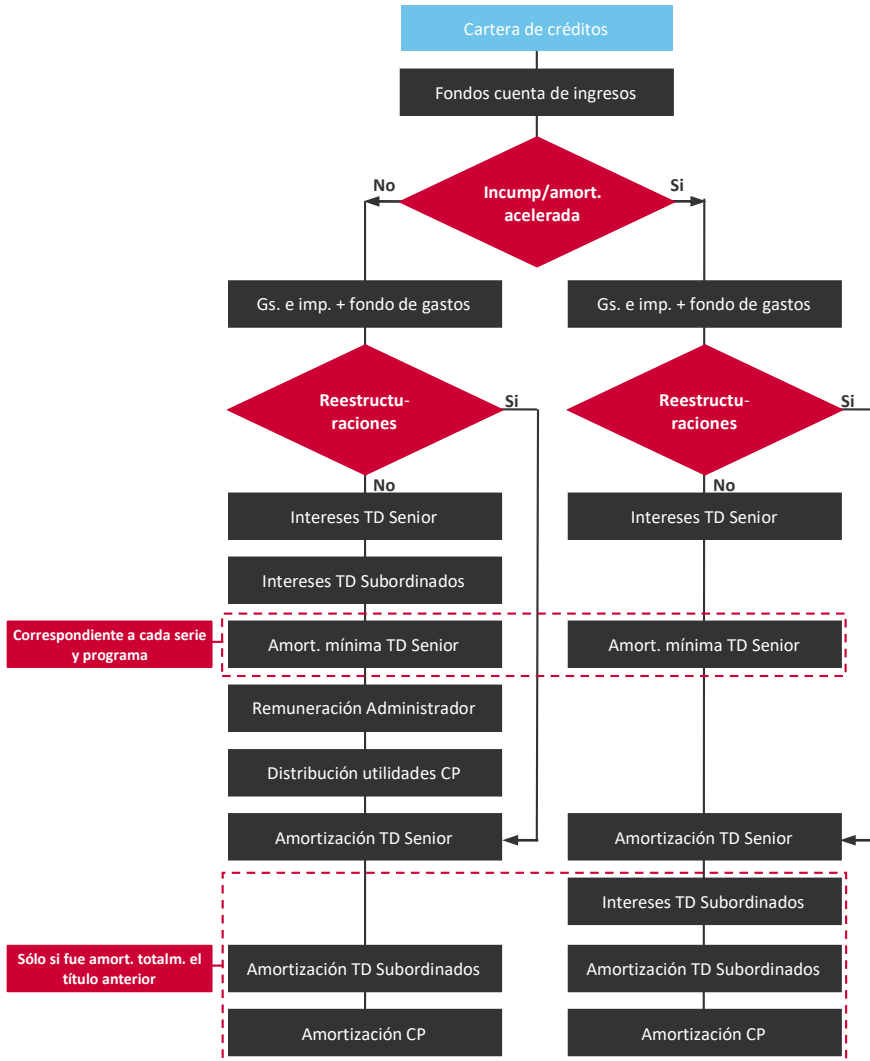 Cartera de créditos
Fondos cuenta de ingresos
No
Incump/amort.
acelerada
Si
Gs. e imp. + fondo de gastos
Gs. e imp. + fondo de gastos
Reestructu-
raciones
Si
Reestructu-
raciones
Si
No
No
Intereses TD Senior
Intereses TD Senior
Intereses TD Subordinados
Correspondiente a cada serie
y programa
Amort. mínima TD Senior
Amort. mínima TD Senior
Remuneración Administrador
Distribución utilidades CP
Amortización TD Senior
Amortización TD Senior
Intereses TD Subordinados
Sólo si fue amort. totalm. el
título anterior
Amortización TD Subordinados
Amortización TD Subordinados
Amortización CP
Amortización CP